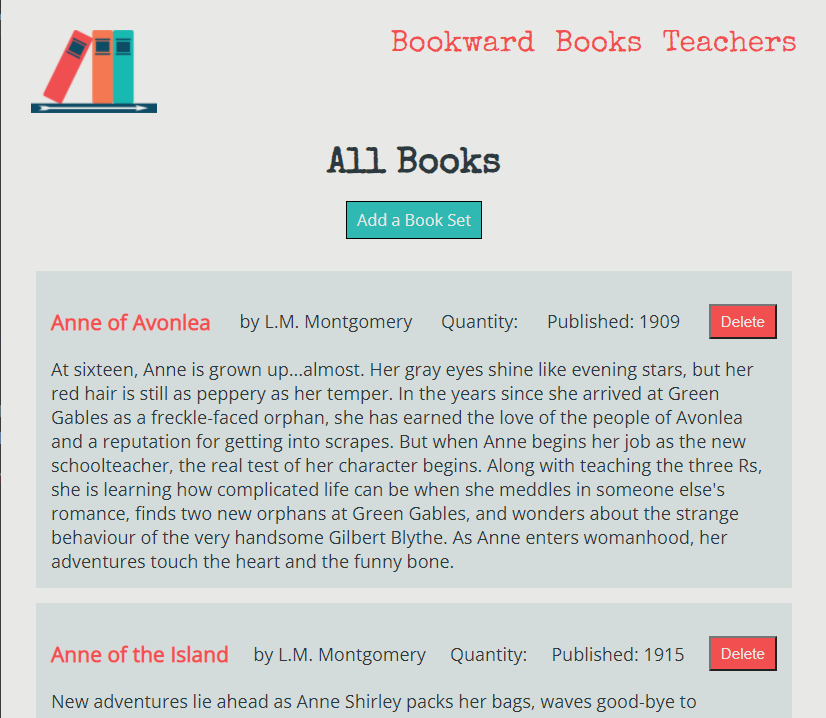 Bookward Books Teachers
All Books
Add a Book Set
Anne of Avonlea by L.M. Montgomery Quantity: Published: 1909 Delete
At sixteen, Anne is grown up...almost. Her gray eyes shine like evening stars, but her
red hair is still as peppery as her temper. In the years since she arrived at Green
Gables as a freckle-faced orphan, she has earned the love of the people of Avonlea
and a reputation for getting into scrapes. But when Anne begins her job as the new
schoolteacher, the real test of her character begins. Along with teaching the three Rs,
she is learning how complicated life can be when she meddles in someone else's
romance, finds two new orphans at Green Gables, and wonders about the strange
behaviour of the very handsome Gilbert Blythe. As Anne enters womanhood, her
adventures touch the heart and the funny bone.
Anne of the Island by L.M. Montgomery Quantity: Published: 1915 Delete
New adventures lie ahead as Anne Shirley packs her bags, waves good-bye to